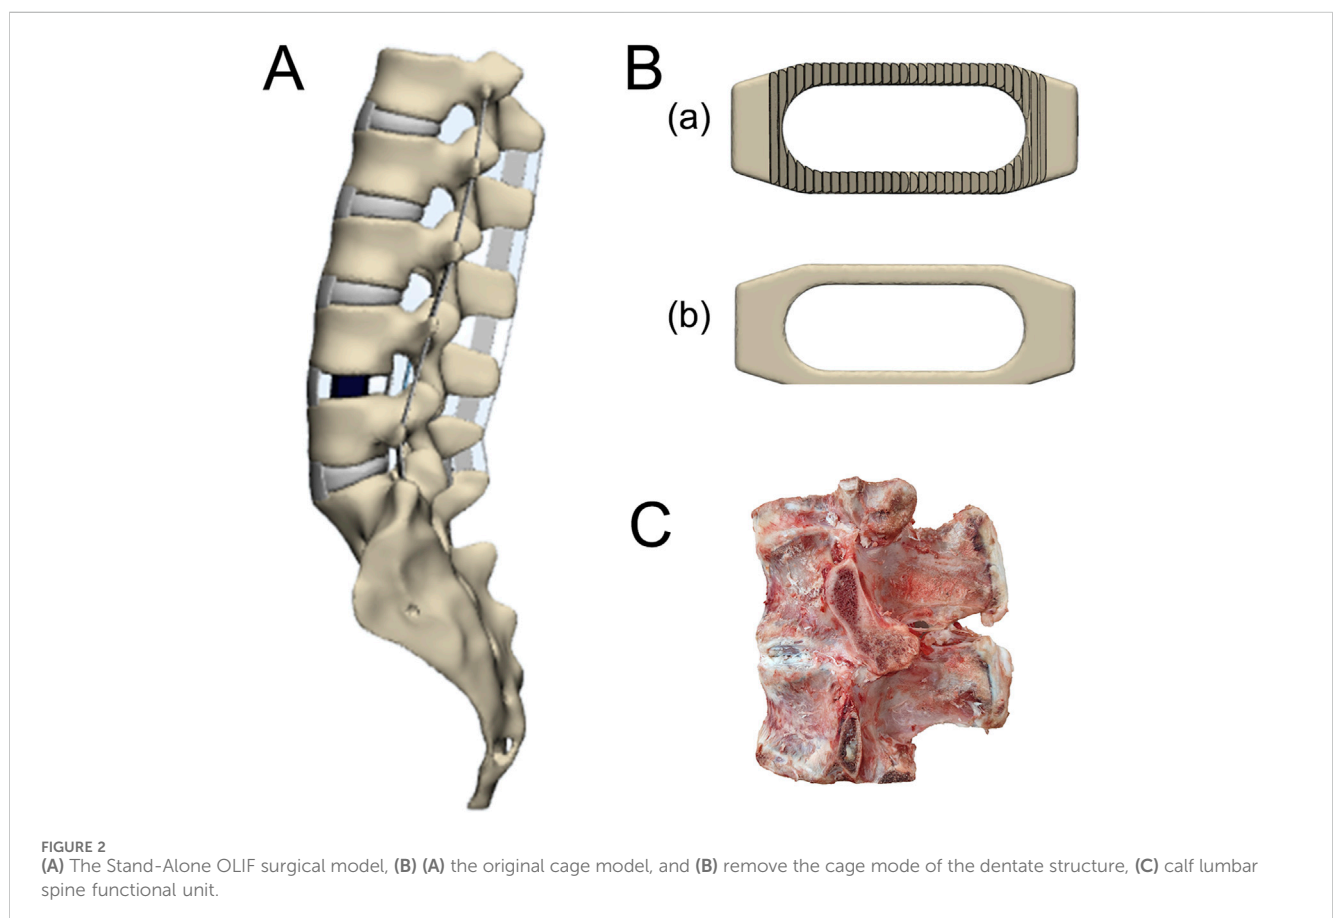 A
B
(a)
(b)
C
FIGURE 2
(A) The Stand-Alone OLIF surgical model, (B) (A) the original cage model, and (B) remove the cage mode of the dentate structure, (C) calf lumbar
spine functional unit.